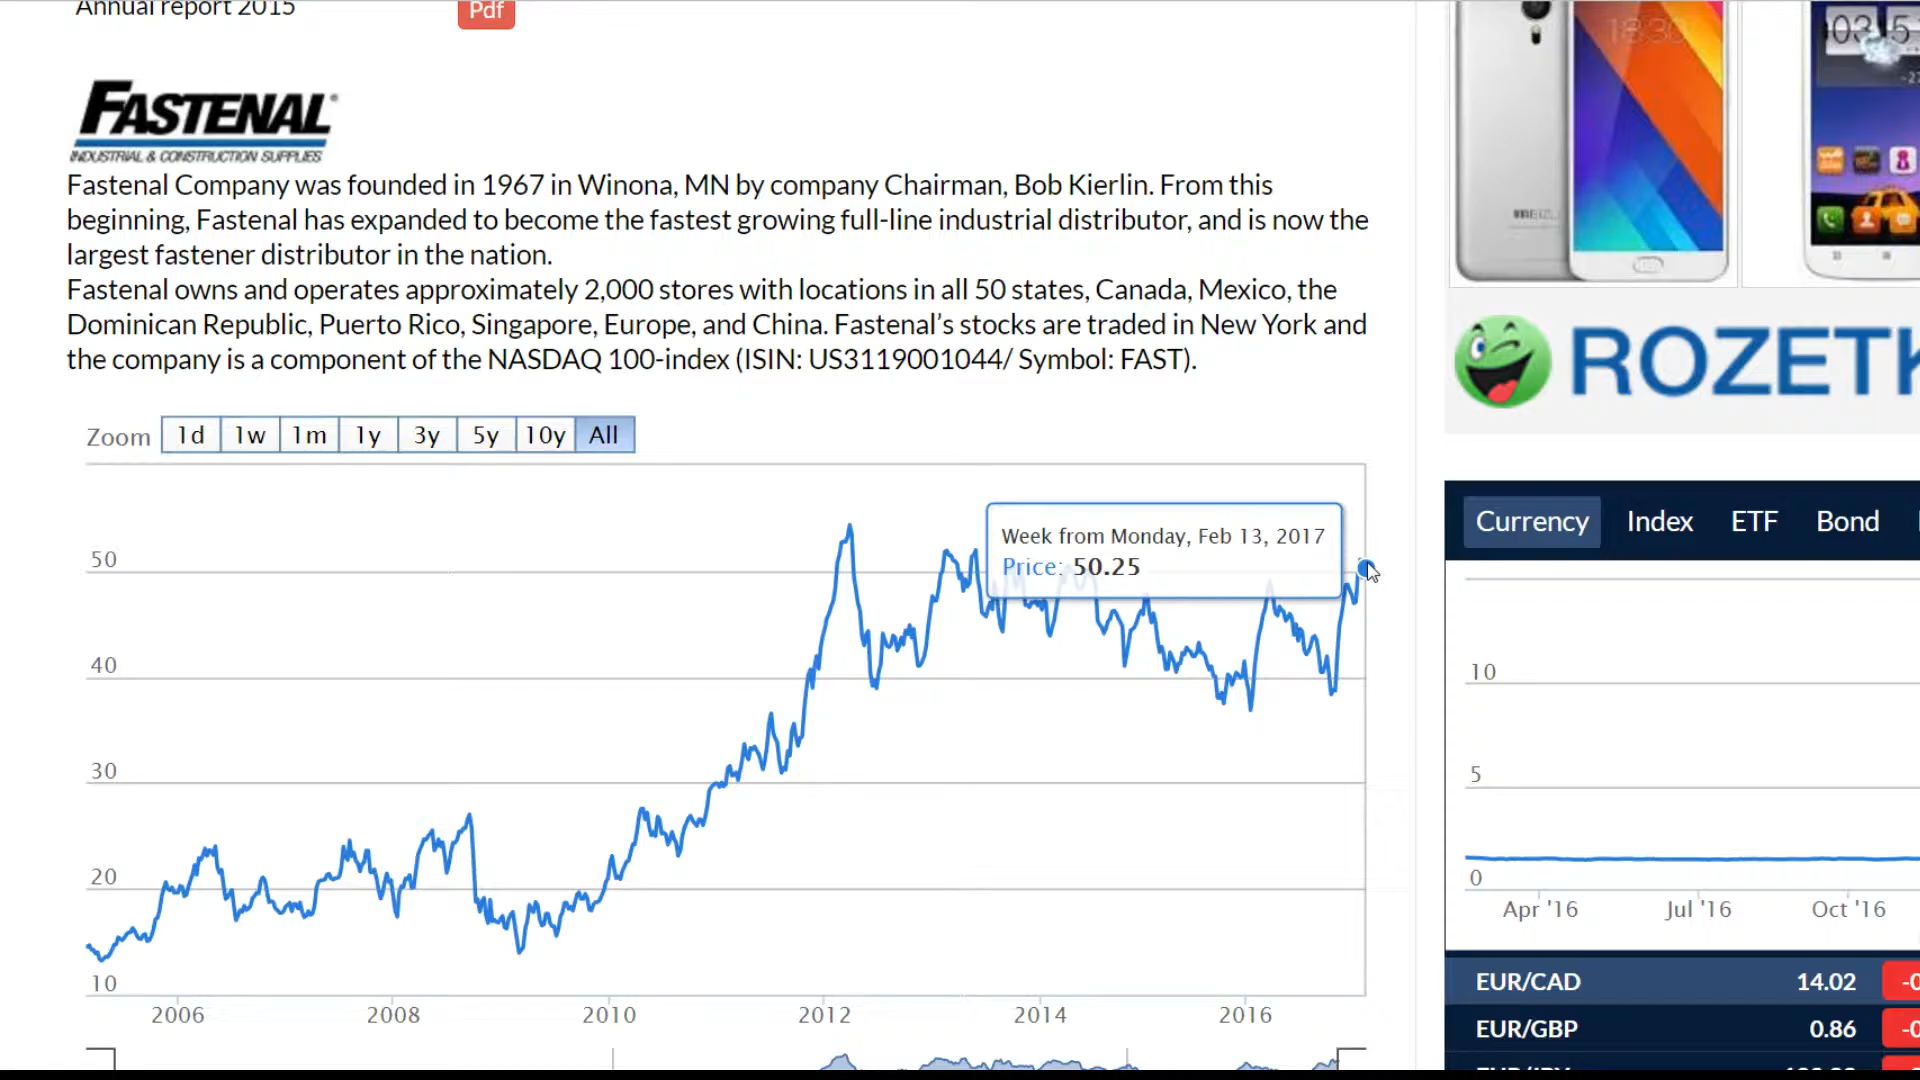 Annual report 2015
Pdf
FASTENAL
INDUSTRIAL & CONSTRUCTION SUPPLIES
Fastenal Company was founded in 1967 in Winona, MN by company Chairman, Bob Kierlin. From this
beginning, Fastenal has expanded to become the fastest growing full-line industrial distributor, and is now the
largest fastener distributor in the nation.
Fastenal owns and operates approximately 2,000 stores with locations in all 50 states, Canada, Mexico, the
Dominican Republic, Puerto Rico, Singapore, Europe, and China. Fastenal’s stocks are traded in New York and
the company is a component of the NASDAQ 100-index (ISIN: US3119001044/ Symbol: FAST).
Zoom 1d 1w 1m 1y 3y 5y 10y All
Week from Monday, Feb 13, 2017
Price: 50.25
50
40
30
20
10
2006 2008 2010 2012 2014 2016
18:30
ROZETK
Currency Index ETF Bond
10
5
0
Apr '16 Jul '16 Oct '16
EUR/CAD 14.02 -0
EUR/GBP 0.86 -0